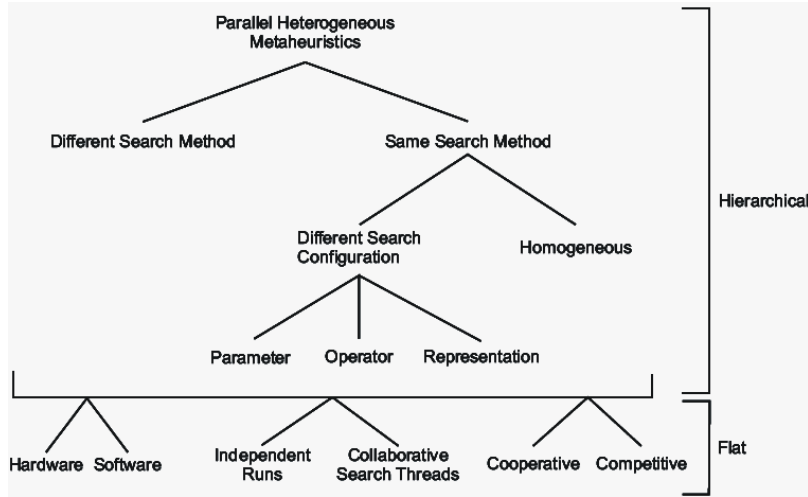 Parallel Heterogeneous
Metaheuristics
Different Search Method
Same Search Method
Hierarchical
Different Search
Configuration
Homogeneous
Parameter
Operator
Representation
Hardware
Software
Independent
Runs
Collaborative
Search Threads
Cooperative
Competitive
Flat